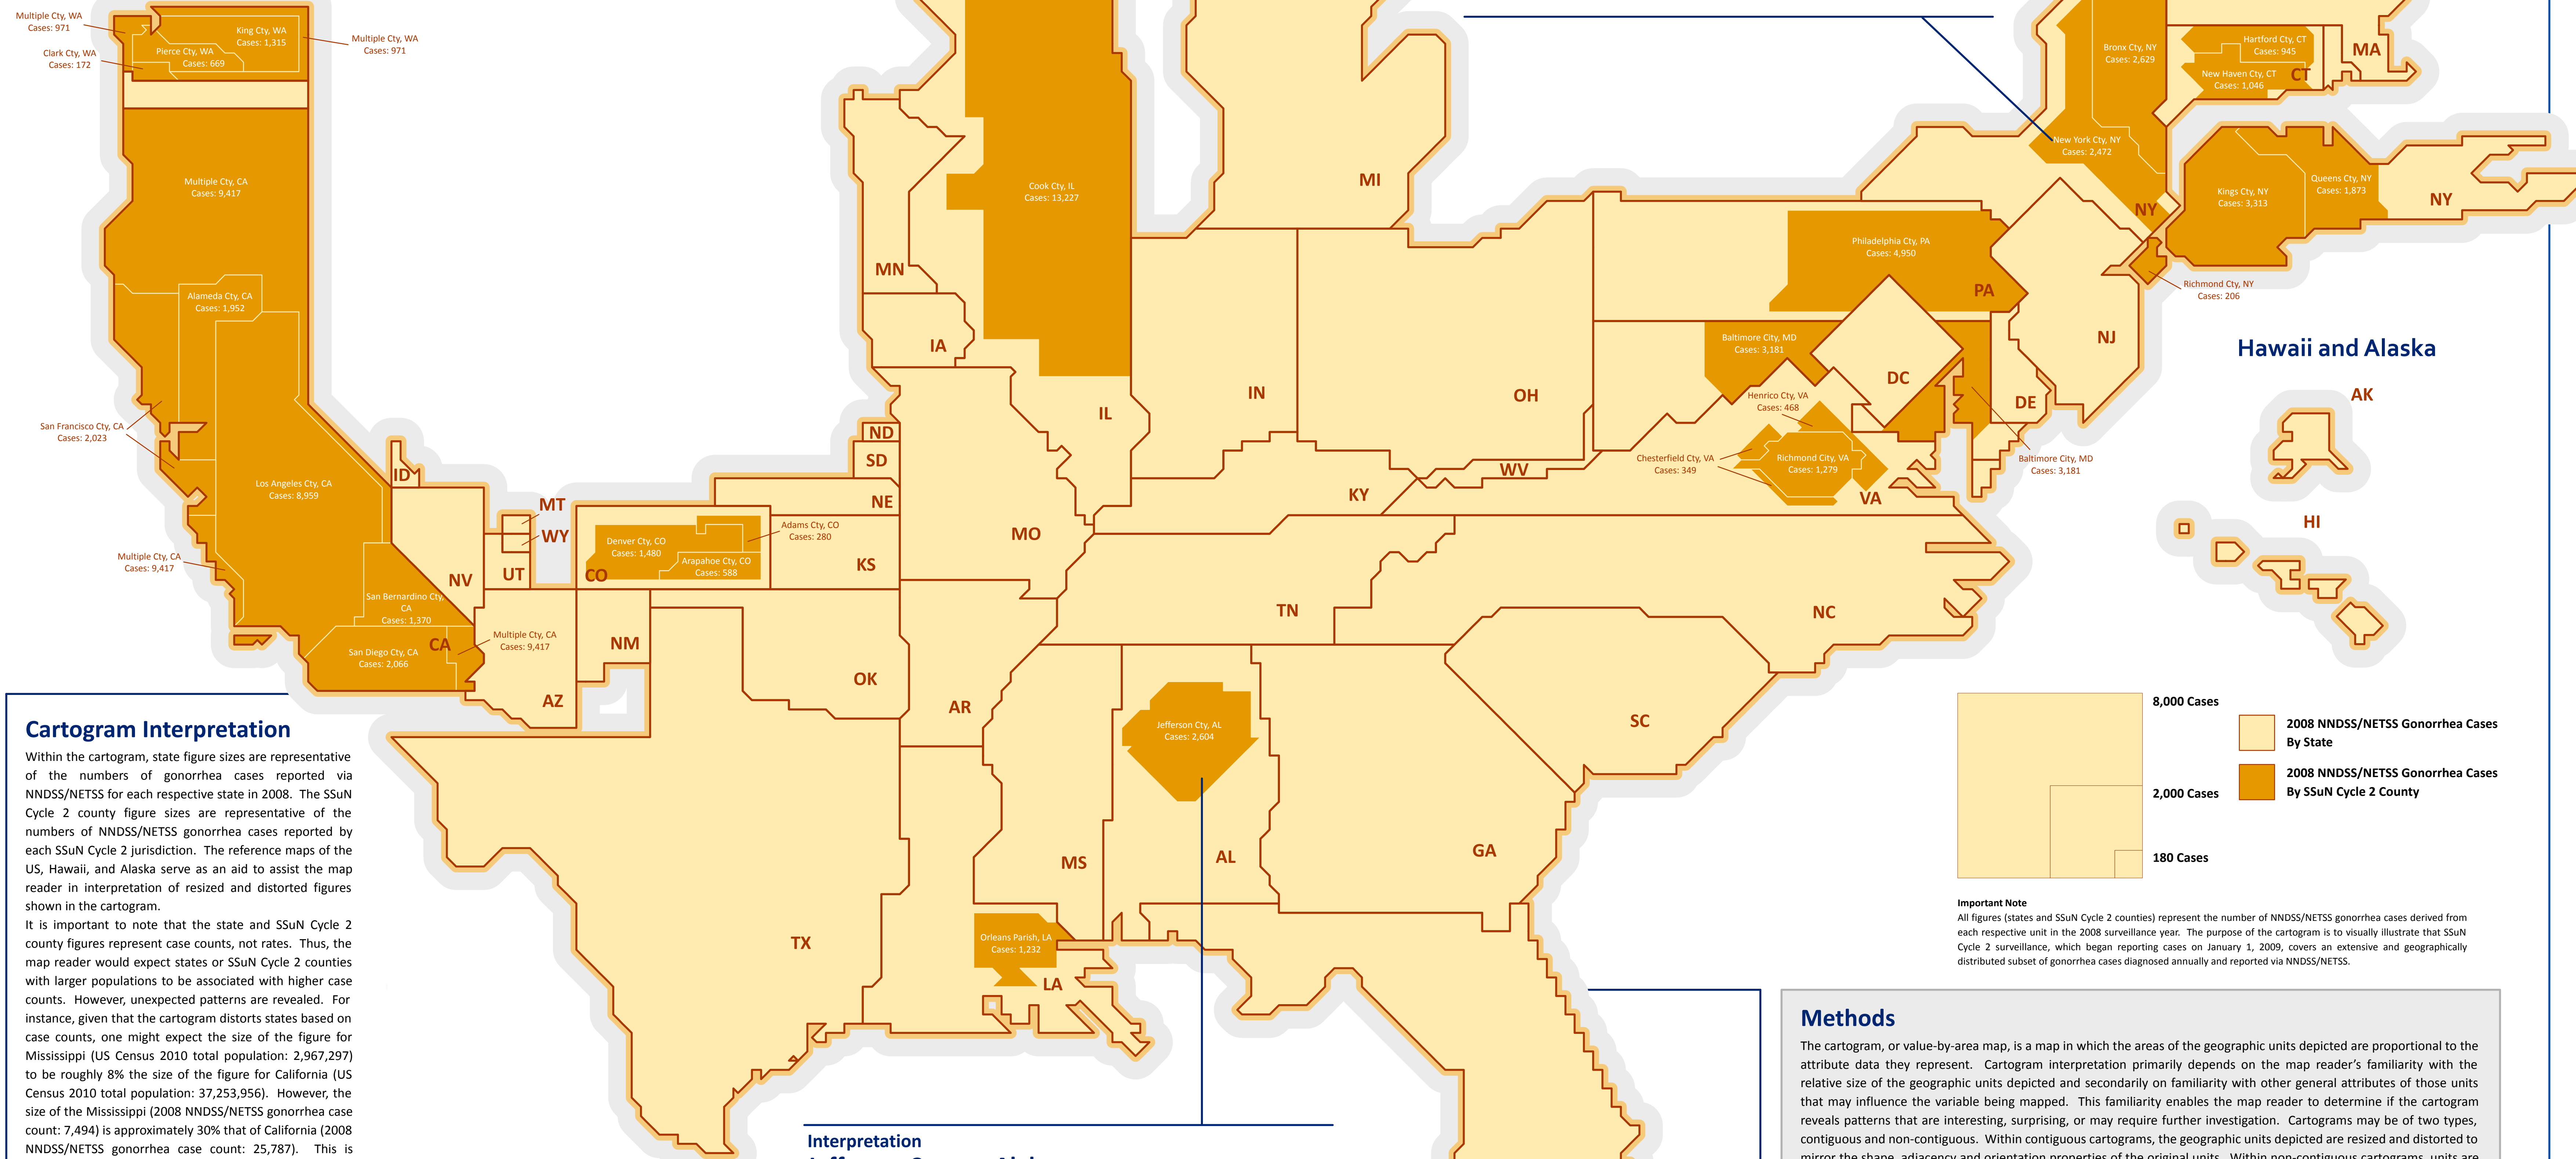 Multiple Cty, WA
Cases: 971
Clark Cty, WA
Cases: 172
King Cty, WA
Cases: 1,315
Pierce Cty, WA
Cases: 669
Multiple Cty, WA
Cases: 971
Multiple Cty, CA
Cases: 9,417
Alameda Cty, CA
Cases: 1,952
San Francisco Cty, CA
Cases: 2,023
Los Angeles Cty, CA
Cases: 8,959
Multiple Cty, CA
Cases: 9,417
San Bernardino Cty,
CA
Cases: 1,370
San Diego Cty, CA
Cases: 2,066
CA
Multiple Cty, CA
Cases: 9,417
ID
NV
MT
WY
UT
AZ
NM
CO
Denver Cty, CO
Cases: 1,480
Arapahoe Cty, CO
Cases: 588
Adams Cty, CO
Cases: 280
ND
SD
NE
KS
OK
TX
MN
IA
MO
AR
LA
Orleans Parish, LA
Cases: 1,232
Cook Cty, IL
Cases: 13,227
IL
MI
IN
OH
KY
WV
TN
MS
AL
Jefferson Cty, AL
Cases: 2,604
GA
SC
NC
VA
Henrico Cty, VA
Cases: 468
Chesterfield Cty, VA
Cases: 349
Richmond City, VA
Cases: 1,279
Baltimore City, MD
Cases: 3,181
DC
DE
Baltimore City, MD
Cases: 3,181
Philadelphia Cty, PA
Cases: 4,950
PA
NJ
NY
Bronx Cty, NY
Cases: 2,629
New York Cty, NY
Cases: 2,472
Hartford Cty, CT
Cases: 945
New Haven Cty, CT
Cases: 1,046
CT
MA
Kings Cty, NY
Cases: 3,313
Queens Cty, NY
Cases: 1,873
NY
Richmond Cty, NY
Cases: 206
Hawaii and Alaska
AK
HI
8,000 Cases
2,000 Cases
180 Cases
2008 NNDSS/NETSS Gonorrhea Cases
By State
2008 NNDSS/NETSS Gonorrhea Cases
By SSuN Cycle 2 County
Important Note
All figures (states and SSuN Cycle 2 counties) represent the number of NNDSS/NETSS gonorrhea cases derived from
each respective unit in the 2008 surveillance year. The purpose of the cartogram is to visually illustrate that SSuN
Cycle 2 surveillance, which began reporting cases on January 1, 2009, covers an extensive and geographically
distributed subset of gonorrhea cases diagnosed annually and reported via NNDSS/NETSS.
Cartogram Interpretation
Within the cartogram, state figure sizes are representative
of the numbers of gonorrhea cases reported via
NNDSS/NETSS for each respective state in 2008. The SSuN
Cycle 2 county figure sizes are representative of the
numbers of NNDSS/NETSS gonorrhea cases reported by
each SSuN Cycle 2 jurisdiction. The reference maps of the
US, Hawaii, and Alaska serve as an aid to assist the map
reader in interpretation of resized and distorted figures
shown in the cartogram.
It is important to note that the state and SSuN Cycle 2
county figures represent case counts, not rates. Thus, the
map reader would expect states or SSuN Cycle 2 counties
with larger populations to be associated with higher case
counts. However, unexpected patterns are revealed. For
instance, given that the cartogram distorts states based on
case counts, one might expect the size of the figure for
Mississippi (US Census 2010 total population: 2,967,297)
to be roughly 8% the size of the figure for California (US
Census 2010 total population: 37,253,956). However, the
size of the Mississippi (2008 NNDSS/NETSS gonorrhea case
count: 7,494) is approximately 30% that of California (2008
NNDSS/NETSS gonorrhea case count: 25,787). This is
Interpretation
Methods
The cartogram, or value-by-area map, is a map in which the areas of the geographic units depicted are proportional to the
attribute data they represent. Cartogram interpretation primarily depends on the map reader's familiarity with the
relative size of the geographic units depicted and secondarily on familiarity with other general attributes of those units
that may influence the variable being mapped. This familiarity enables the map reader to determine if the cartogram
reveals patterns that are interesting, surprising, or may require further investigation. Cartograms may be of two types,
contiguous and non-contiguous. Within contiguous cartograms, the geographic units depicted are resized and distorted to
mirror the shape, adjacency and orientation properties of the original units. Within non-contiguous cartograms, units are